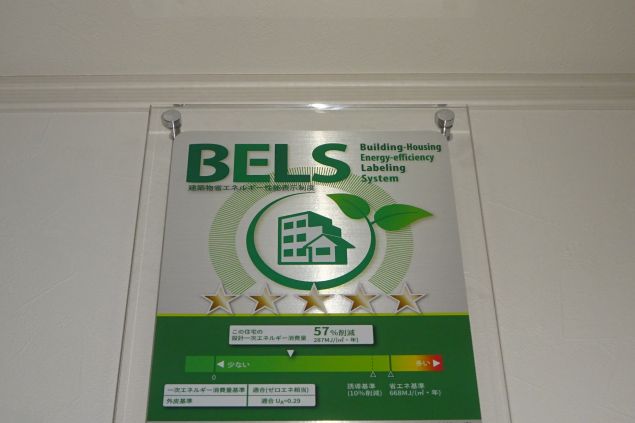 BELS
Building-Housing
Energy-efficiency
Labeling
System
建築物省エネルギー性能表示制度
この住宅の
設計一次エネルギー消費量
57%削減
287MJ/(㎡・年)
少ない
多い
0
誘導基準
(10%削減)
省エネ基準
668MJ/(㎡・年)
一次エネルギー消費量基準 適合(ゼロエネ相当)
外皮基準 適合 UA=0.29